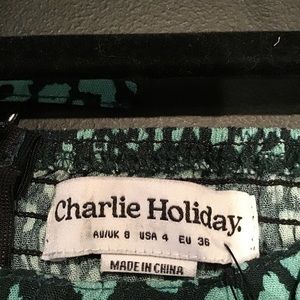 Charlie Holiday.
AU/UK 8 USA 4 EU 36
MADE IN CHINA